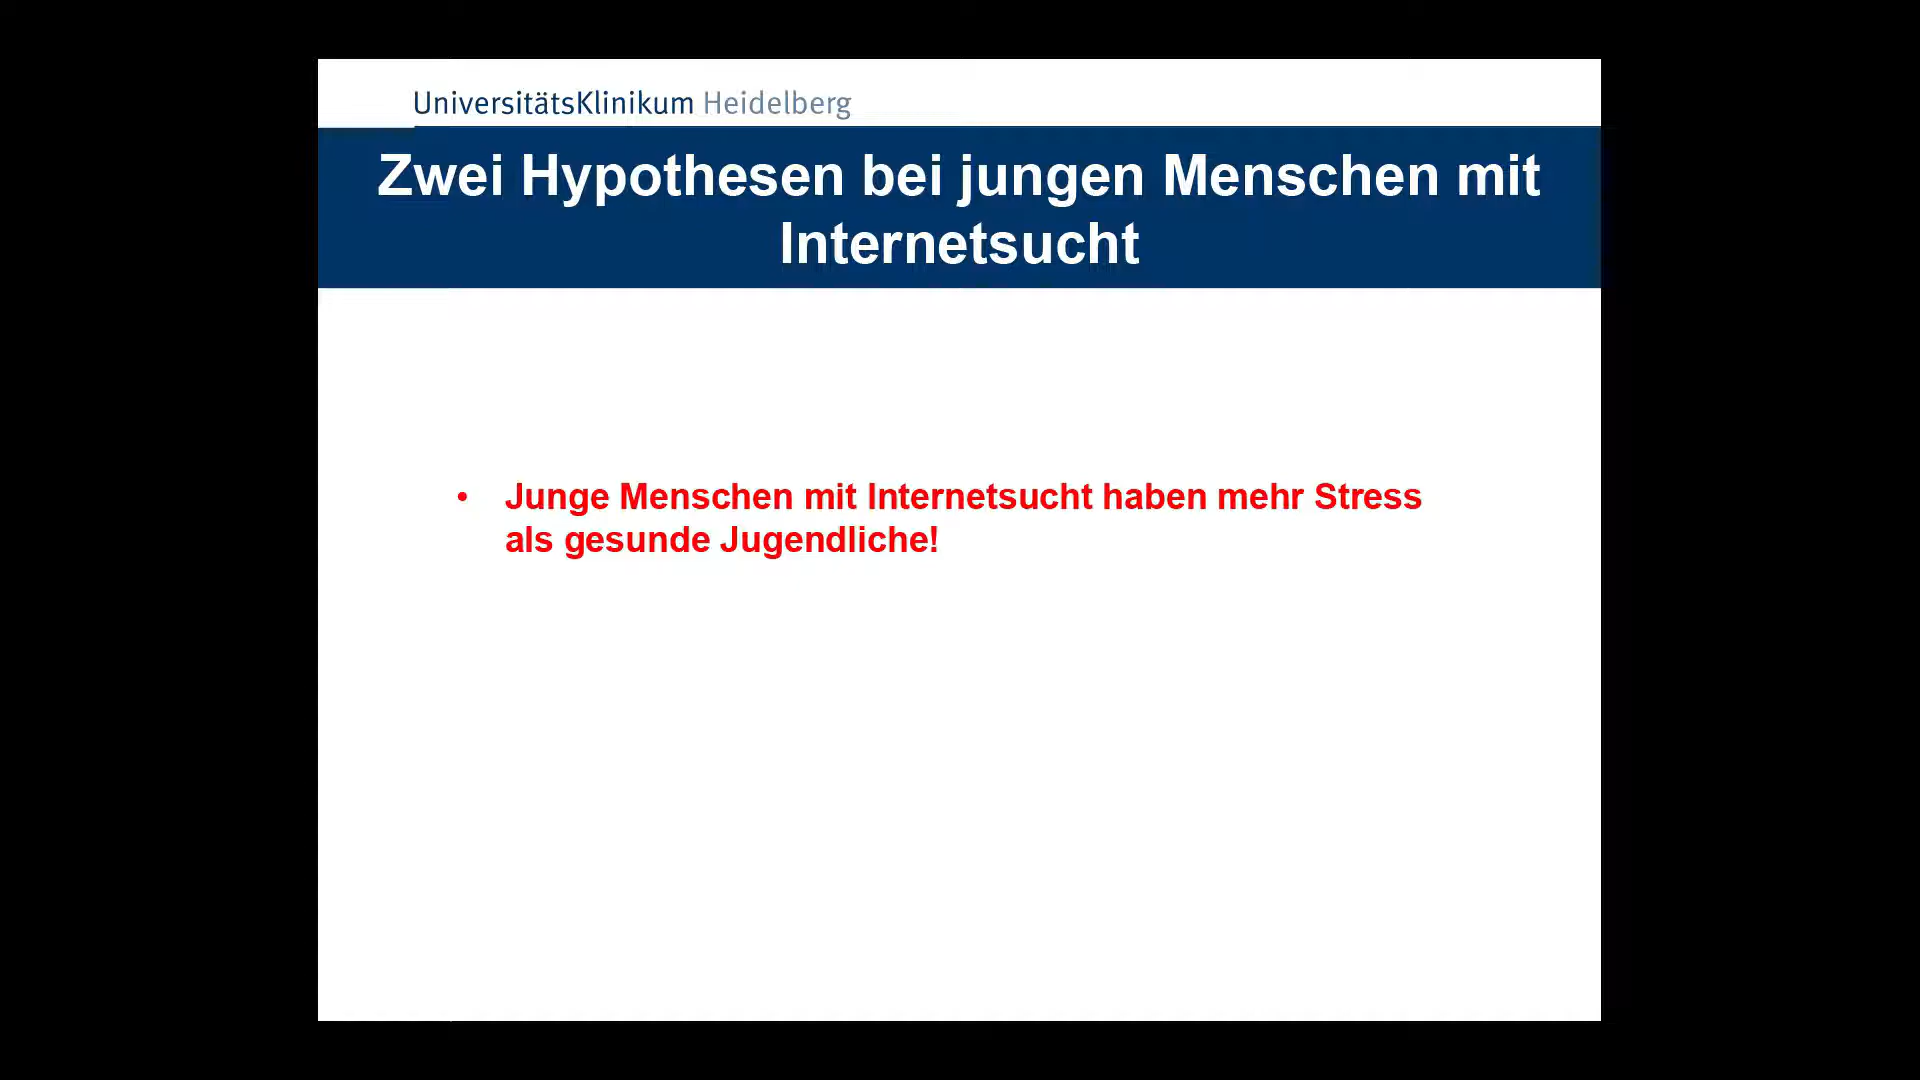 UniversitätsKlinikum Heidelberg
Zwei Hypothesen bei jungen Menschen mit
Internetsucht
• Junge Menschen mit Internetsucht haben mehr Stress
als gesunde Jugendliche!